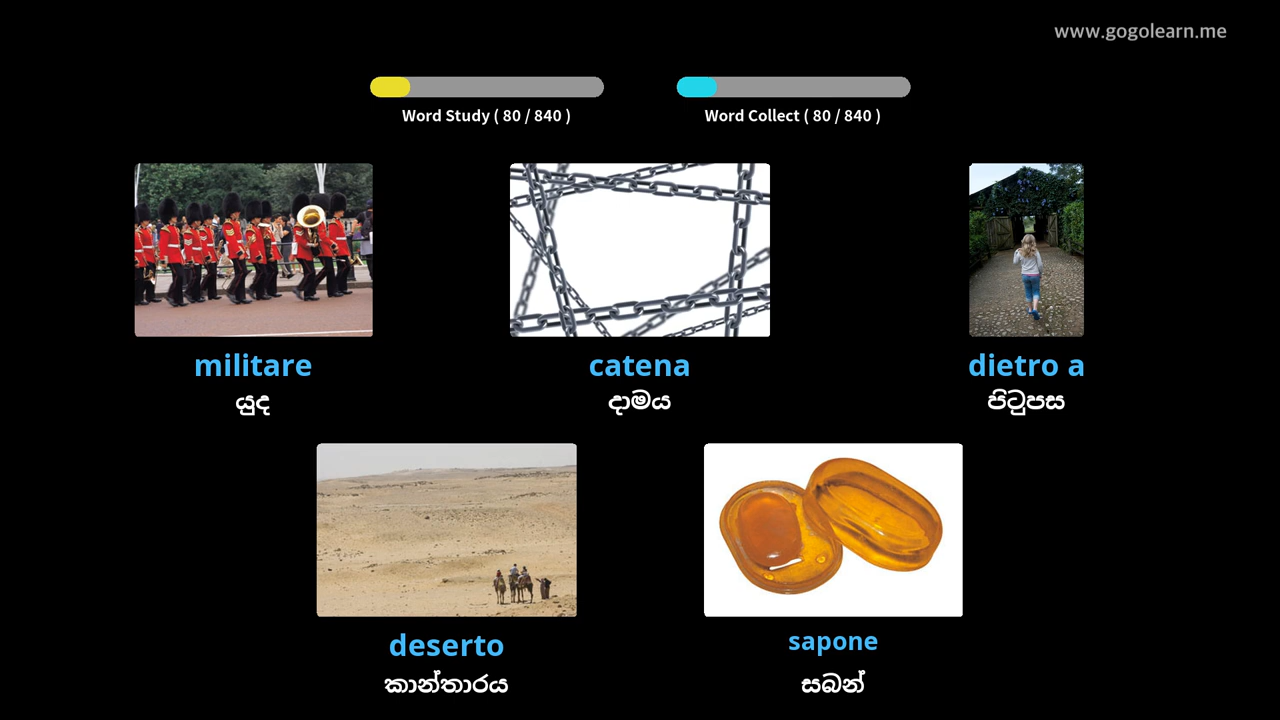 www.gogolearn.me
Word Study ( 80 / 840 )
Word Collect ( 80 / 840 )
militare
යුද
catena
දාමය
dietro a
පිටුපස
deserto
කාන්තාරය
sapone
සබන්